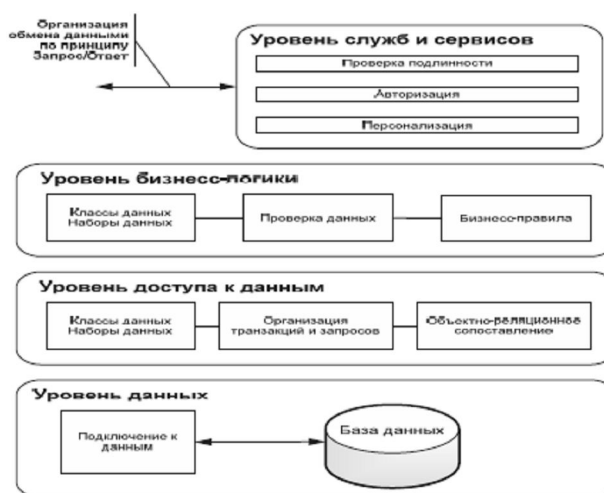 Организация
обмена данными
по принципу
Запрос/Ответ
Уровень служб и сервисов
Проверка подлинности
Авторизация
Персонализация
Уровень бизнесс-логики
Классы данных
Наборы данных
Проверка данных
Бизнесс-правила
Уровень доступа к данным
Классы данных
Наборы данных
Организация
транзакций и запросов
Объектно-реляционное
сопоставление
Уровень данных
Подключение к
данным
База данных